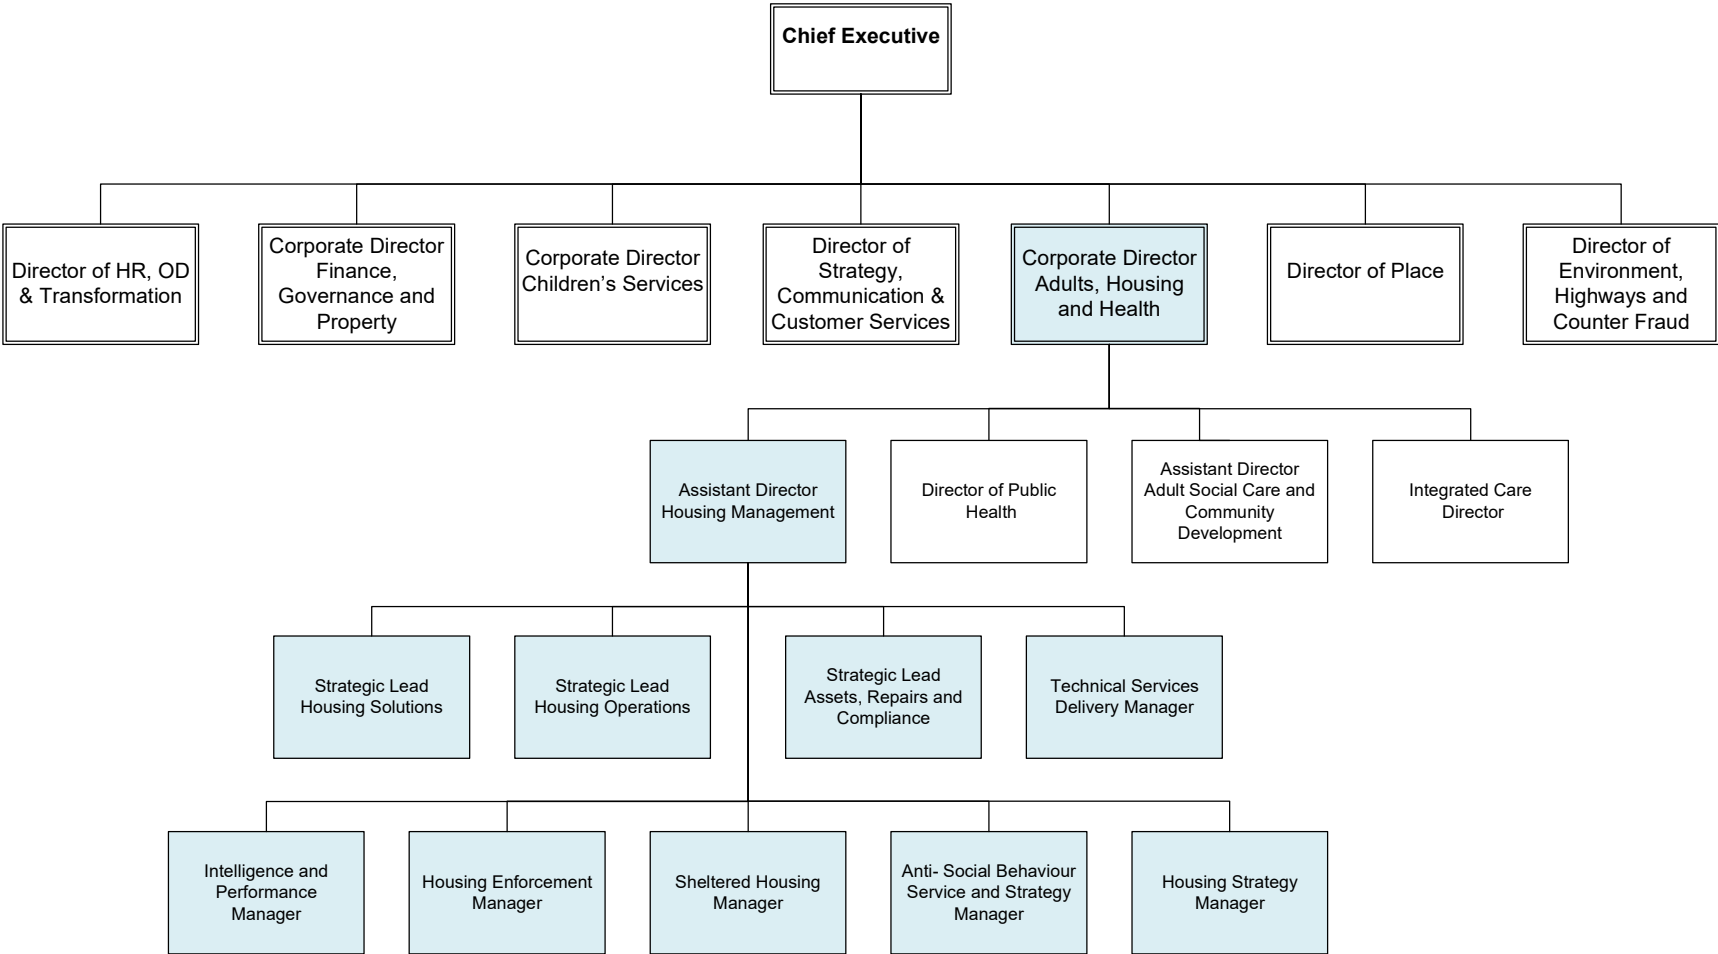 Chief Executive
Director of HR, OD
& Transformation
Corporate Director
Finance,
Governance and
Property
Corporate Director
Children’s Services
Director of
Strategy,
Communication &
Customer Services
Corporate Director
Adults, Housing
and Health
Director of Place
Director of
Environment,
Highways and
Counter Fraud
Assistant Director
Housing Management
Director of Public
Health
Assistant Director
Adult Social Care and
Community
Development
Integrated Care
Director
Strategic Lead
Housing Solutions
Strategic Lead
Housing Operations
Strategic Lead
Assets, Repairs and
Compliance
Technical Services
Delivery Manager
Intelligence and
Performance
Manager
Housing Enforcement
Manager
Sheltered Housing
Manager
Anti- Social Behaviour
Service and Strategy
Manager
Housing Strategy
Manager